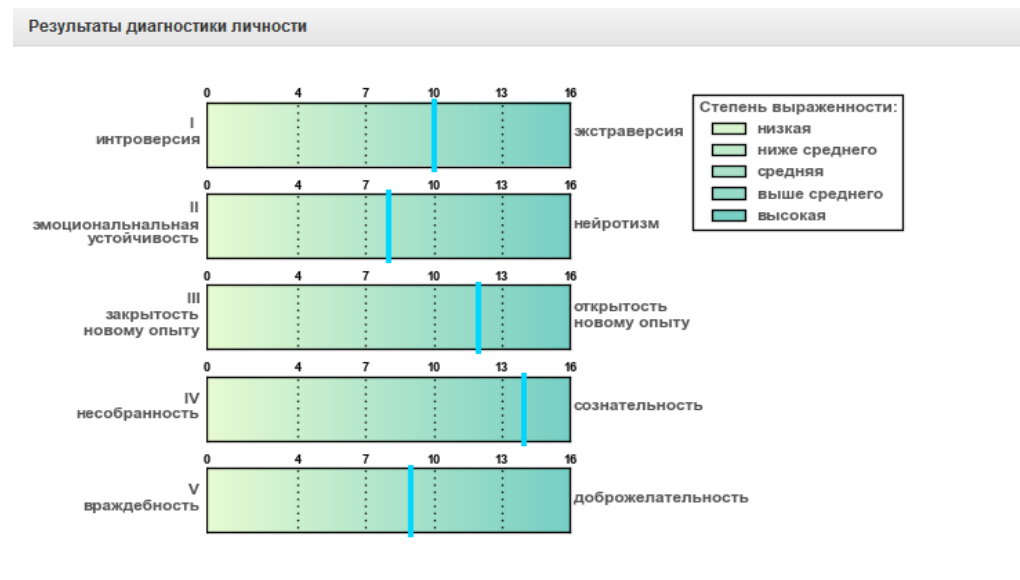 Результаты диагностики личности
0 4 7 10 13 16
I
интроверсия
экстраверсия
Степень выраженности:
низкая
ниже среднего
средняя
выше среднего
высокая
0 4 7 10 13 16
II
эмоциональнальная
устойчивость
нейротизм
0 4 7 10 13 16
III
закрытость
новому опыту
открытость
новому опыту
0 4 7 10 13 16
IV
несобранность
сознательность
0 4 7 10 13 16
V
враждебность
доброжелательность